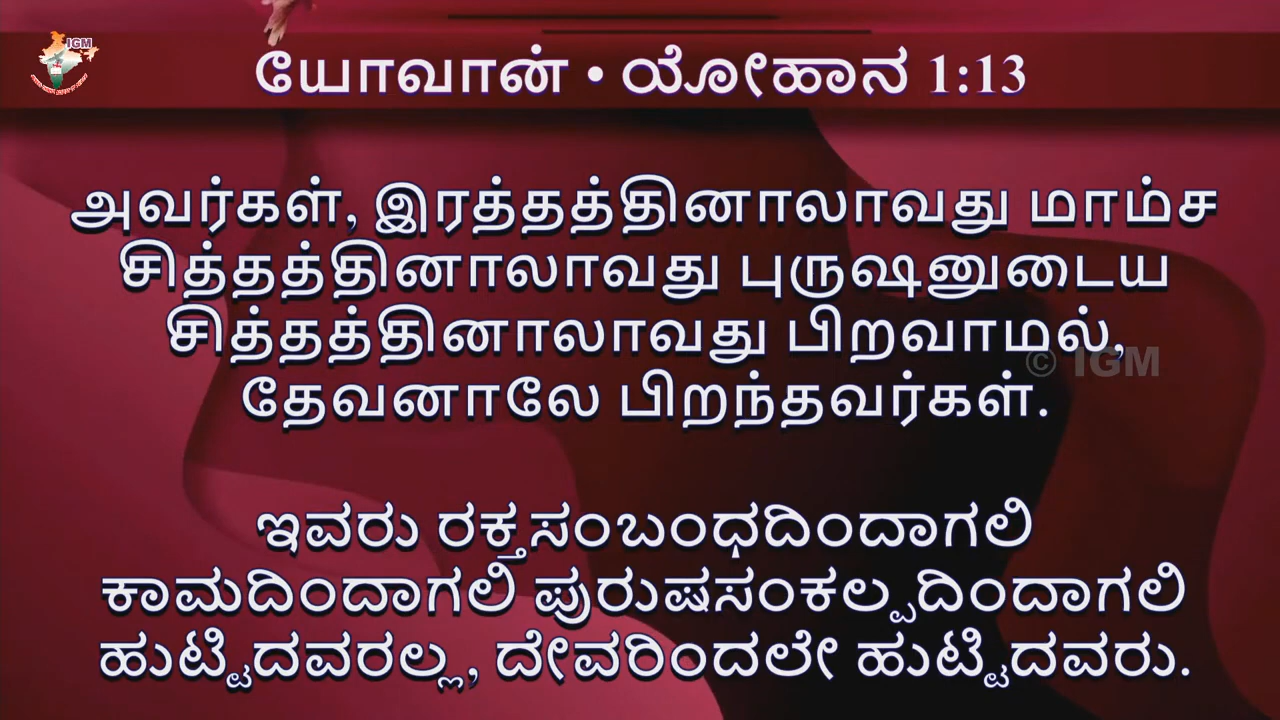 IGM
யோவான் • ಯೋಹಾನ 1:13
அவர்கள், இரத்தத்தினாலாவது மாம்ச
சித்தத்தினாலாவது புருஷனுடைய
சித்தத்தினாலாவது பிறவாமல்,
© IGM
தேவனாலே பிறந்தவர்கள்.
ಇವರು ರಕ್ತಸಂಬಂಧದಿಂದಾಗಲಿ
ಕಾಮದಿಂದಾಗಲಿ ಪುರುಷಸಂಕಲ್ಪದಿಂದಾಗಲಿ
ಹುಟ್ಟಿದವರಲ್ಲ, ದೇವರಿಂದಲೇ ಹುಟ್ಟಿದವರು.